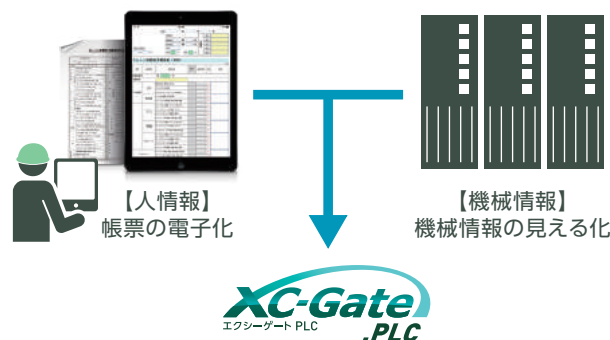 【人情報】
帳票の電子化
【機械情報】
機械情報の見える化
XC-Gate
エクシーゲート PLC
.PLC